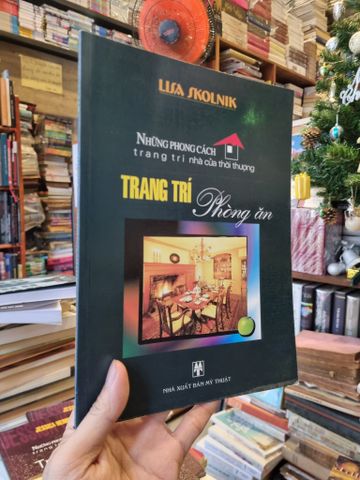 LISA SKOLNIK
NHỮNG PHONG CÁCH
trang trí nhà của thời thượng
TRANG TRÍ
Phòng ăn
NHÀ XUẤT BẢN MỸ THUẬT